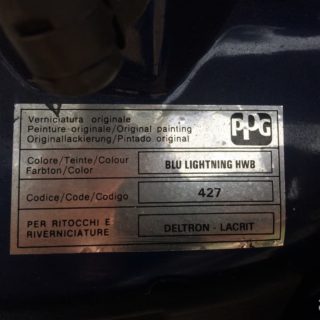 Verniciatura originale
Peinture originale/Original painting
Originallackierung/Pintado original
PPG
Colore/Teinte/Colour
Farbton/Color
BLU LIGHTNING HWB
Codice/Code/Codigo
427
PER RITOCCHI E
RIVERNICIATURE
DELTRON - LACRIT